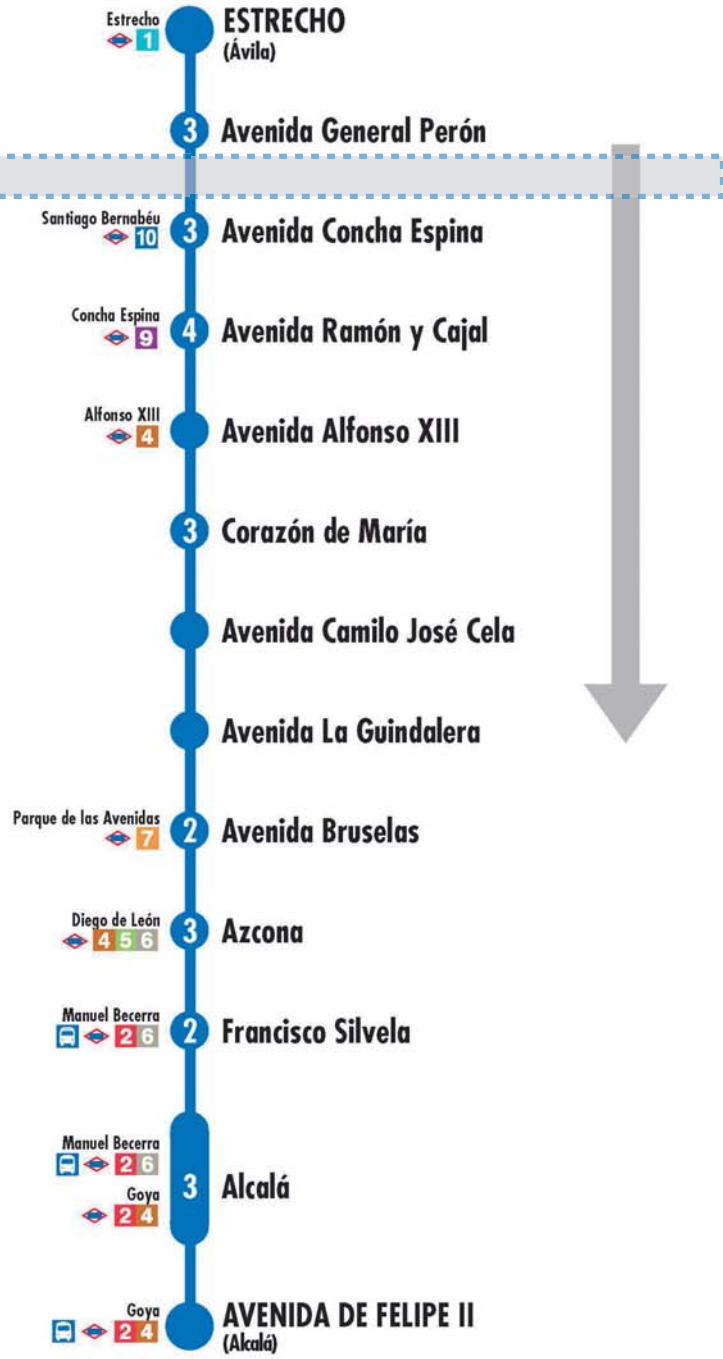 Estrecho
1
ESTRECHO
(Ávila)
3 Avenida General Perón
Santiago Bernabéu
10
3 Avenida Concha Espina
Concha Espina
9
4 Avenida Ramón y Cajal
Alfonso XIII
4
Avenida Alfonso XIII
3 Corazón de María
Avenida Camilo José Cela
Avenida La Guindalera
Parque de las Avenidas
7
2 Avenida Bruselas
Diego de León
4 5 6
3 Azcona
Manuel Becerra
2 6
2 Francisco Silvela
Manuel Becerra
2 6
Goya
2 4
3 Alcalá
Goya
2 4
AVENIDA DE FELIPE II
(Alcalá)